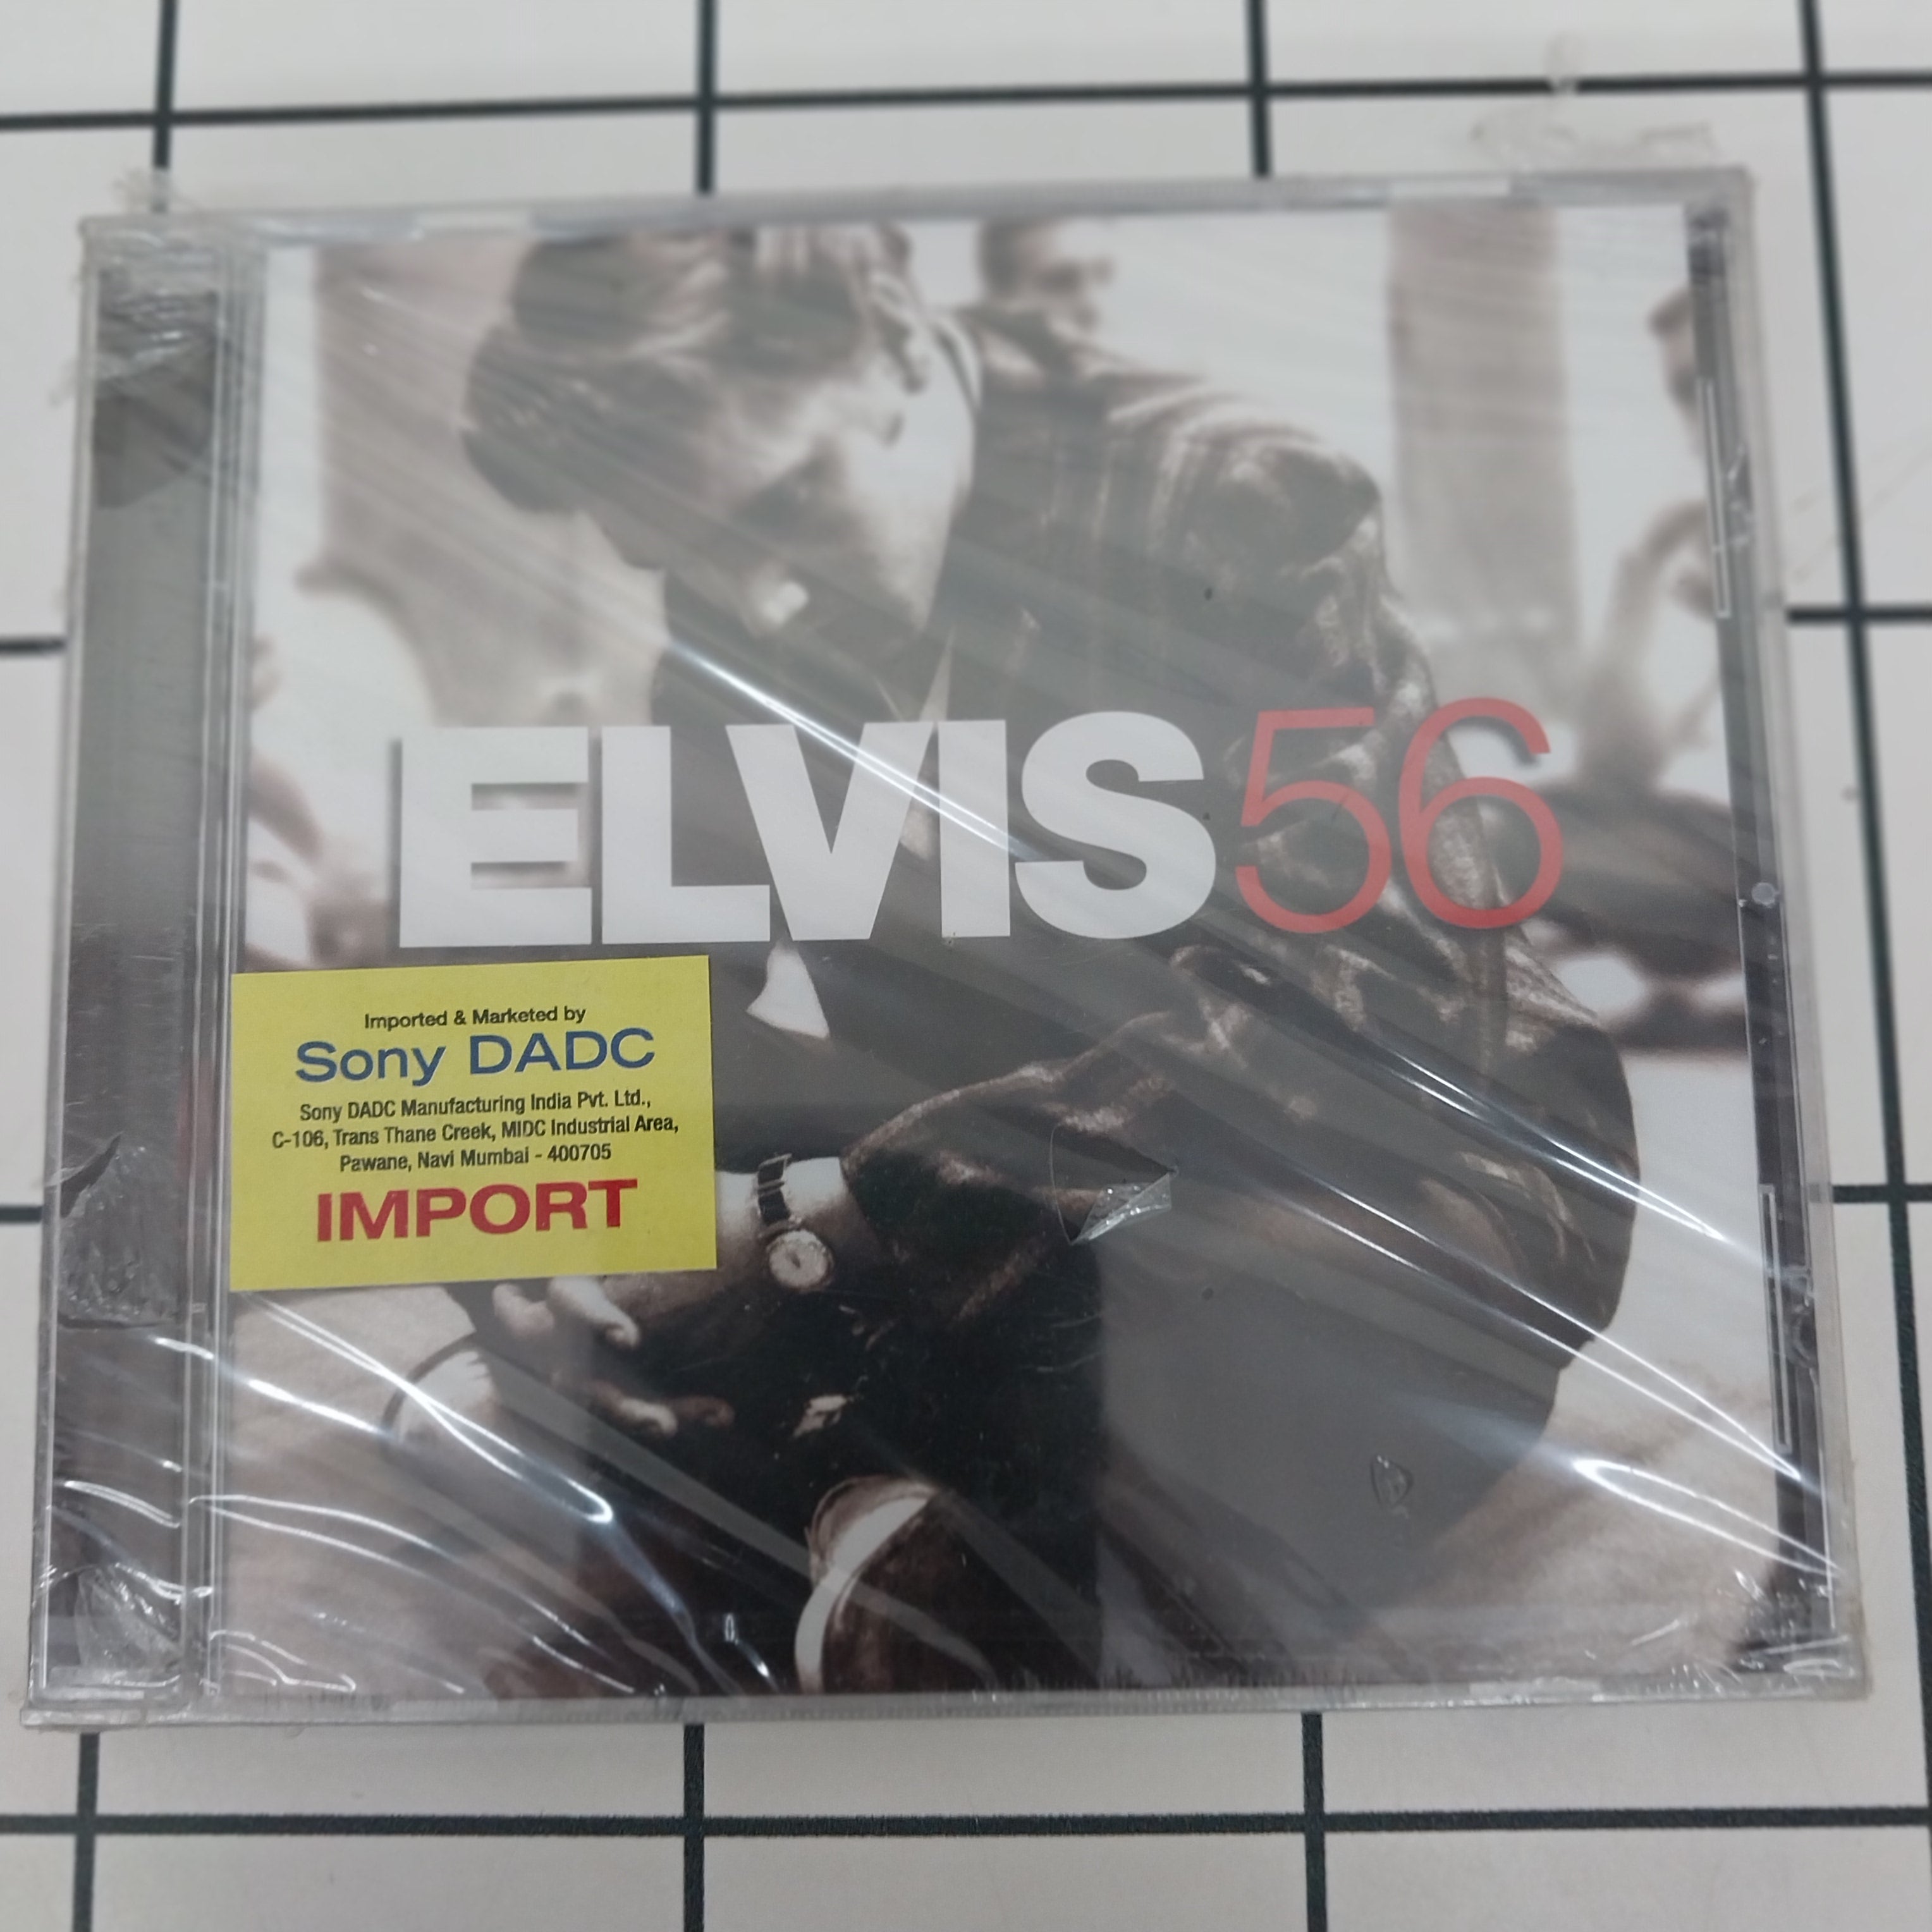 ELVIS56
Imported & Marketed by
Sony DADC
Sony DADC Manufacturing India Pvt. Ltd.,
C-106, Trans Thane Creek, MIDC Industrial Area,
Pawane, Navi Mumbai - 400705
IMPORT